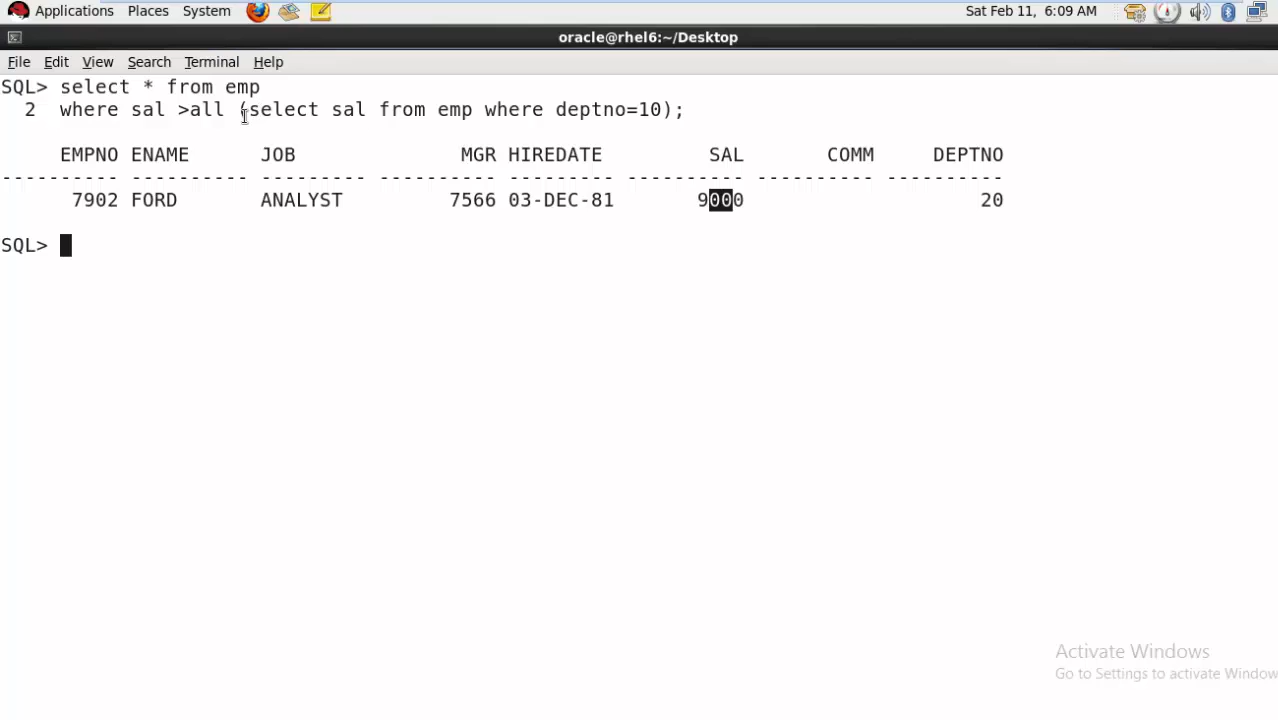 Applications Places System Sat Feb 11, 6:09 AM
oracle@rhel6:~/Desktop
File Edit View Search Terminal Help
SQL> select * from emp
  2  where sal >all (select sal from emp where deptno=10);
     EMPNO ENAME      JOB              MGR HIREDATE         SAL       COMM     DEPTNO
---------- ---------- --------- ---------- --------- ---------- ---------- ----------
      7902 FORD       ANALYST         7566 03-DEC-81       9000                    20
SQL>
Activate Windows
Go to Settings to activate Window